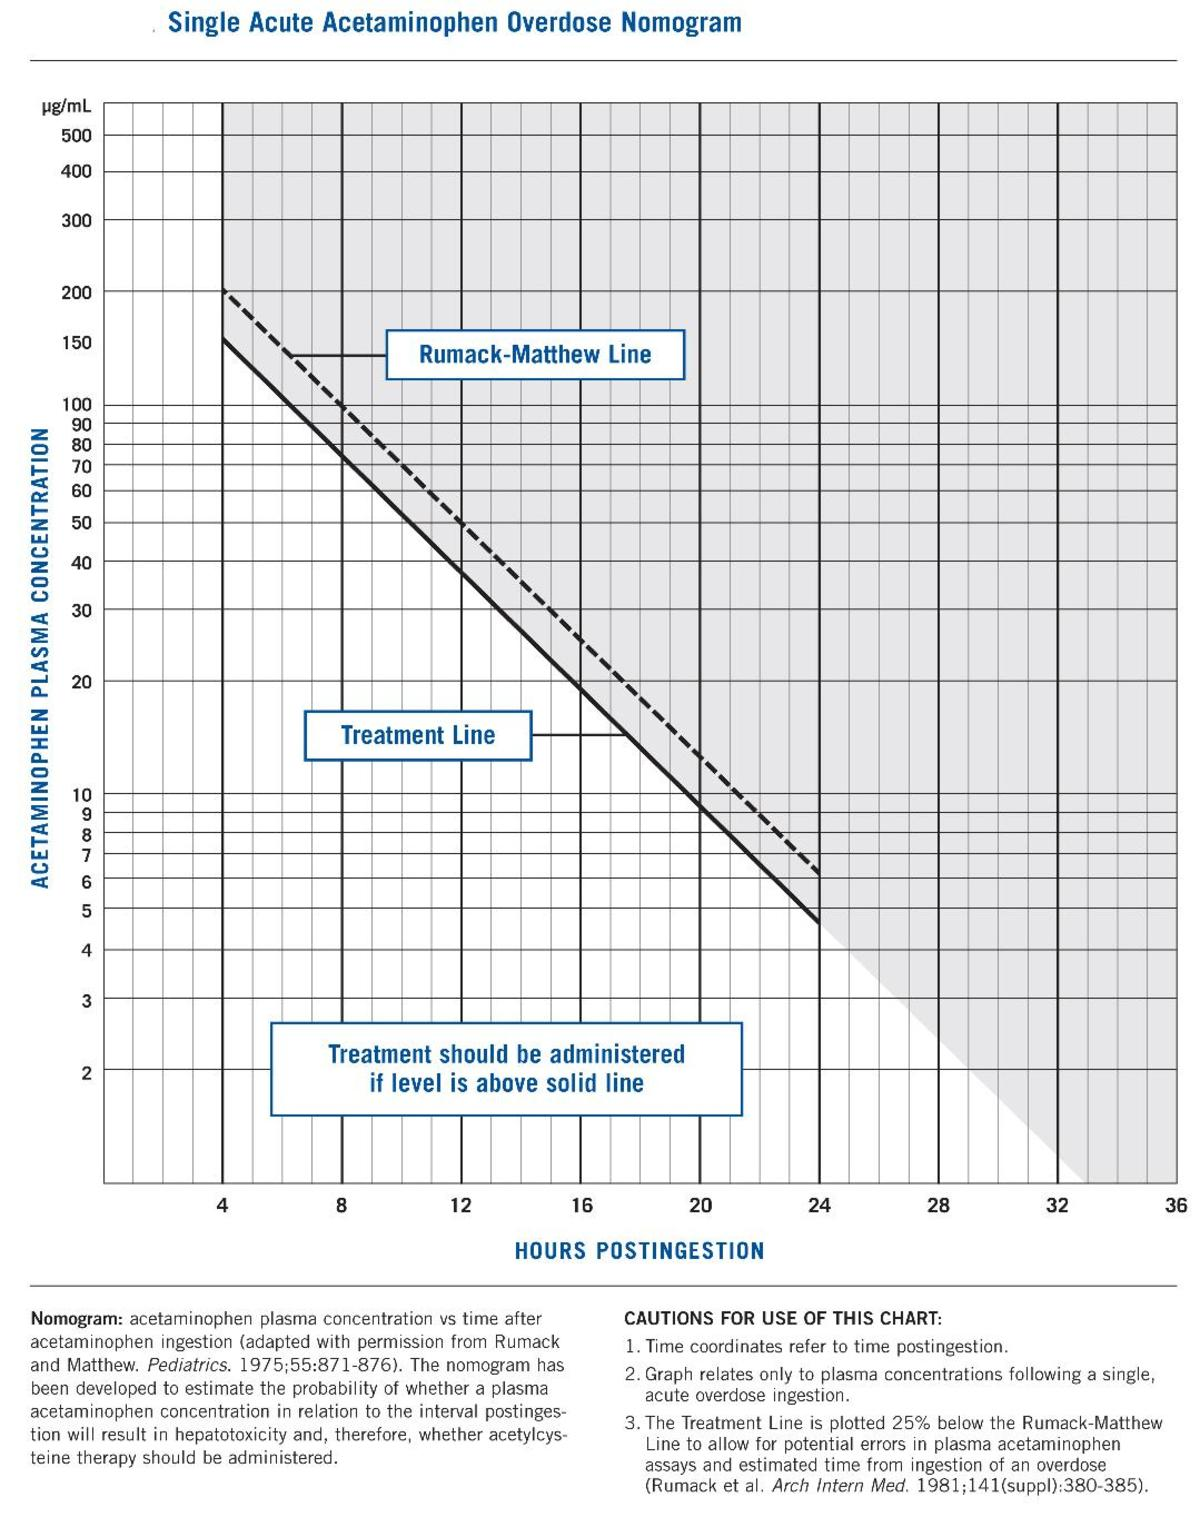 Single Acute Acetaminophen Overdose Nomogram
µg/mL
500
400
300
200
150
100
90
80
70
60
50
40
30
20
10
9
8
7
6
5
4
3
2
ACETAMINOPHEN PLASMA CONCENTRATION
Rumack-Matthew Line
Treatment Line
Treatment should be administered
if level is above solid line
4 8 12 16 20 24 28 32 36
HOURS POSTINGESTION
Nomogram: acetaminophen plasma concentration vs time after
acetaminophen ingestion (adapted with permission from Rumack
and Matthew. Pediatrics. 1975;55:871-876). The nomogram has
been developed to estimate the probability of whether a plasma
acetaminophen concentration in relation to the interval postinges-
tion will result in hepatotoxicity and, therefore, whether acetylcys-
teine therapy should be administered.
CAUTIONS FOR USE OF THIS CHART:
1. Time coordinates refer to time postingestion.
2. Graph relates only to plasma concentrations following a single,
acute overdose ingestion.
3. The Treatment Line is plotted 25% below the Rumack-Matthew
Line to allow for potential errors in plasma acetaminophen
assays and estimated time from ingestion of an overdose
(Rumack et al. Arch Intern Med. 1981;141(suppl):380-385).